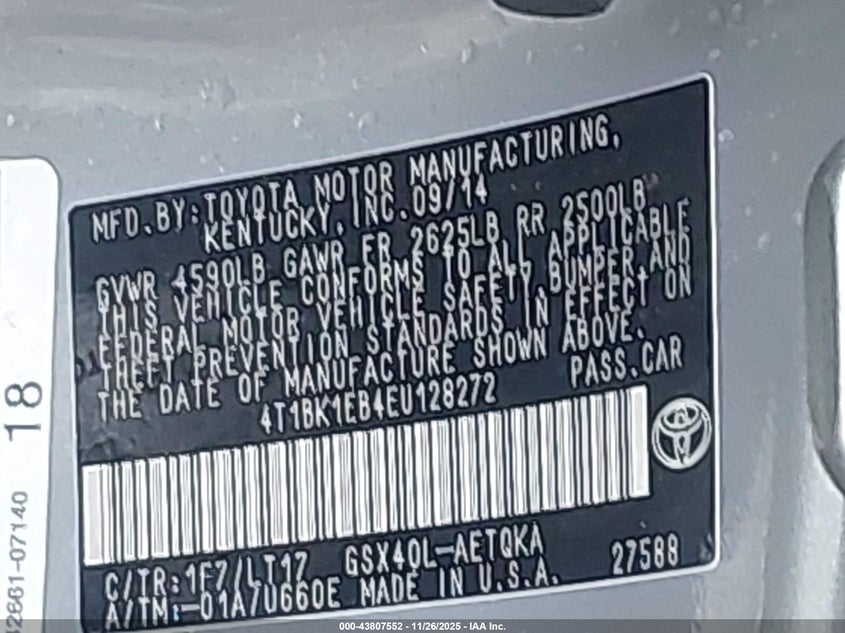 MFD.BY:TOYOTA MOTOR MANUFACTURING,
KENTUCKY, INC.09/14
GVWR 4590LB GAWR FR 2625LB RR 2500LB
THIS VEHICLE CONFORMS TO ALL APPLICABLE
FEDERAL MOTOR VEHICLE SAFETY,BUMPER AND
THEFT PREVENTION STANDARDS IN EFFECT ON
THE DATE OF MANUFACTURE SHOWN ABOVE.
4T1BK1EB4EU128272 PASS.CAR
C/TR:1F7/LT17 GSX40L-AETQKA
A/TM:-01A/U660E MADE IN U.S.A. 27588
18
42661-07140
000-43807552 — 11/26/2025 — IAA Inc.